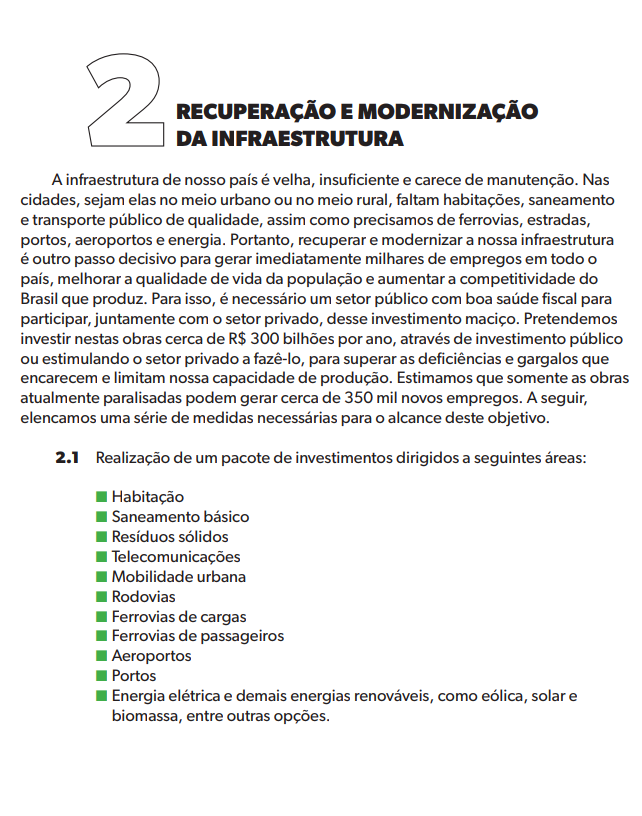 2
RECUPERAÇÃO E MODERNIZAÇÃO
DA INFRAESTRUTURA
A infraestrutura de nosso país é velha, insuficiente e carece de manutenção. Nas
cidades, sejam elas no meio urbano ou no meio rural, faltam habitações, saneamento
e transporte público de qualidade, assim como precisamos de ferrovias, estradas,
portos, aeroportos e energia. Portanto, recuperar e modernizar a nossa infraestrutura
é outro passo decisivo para gerar imediatamente milhares de empregos em todo o
país, melhorar a qualidade de vida da população e aumentar a competitividade do
Brasil que produz. Para isso, é necessário um setor público com boa saúde fiscal para
participar, juntamente com o setor privado, desse investimento maciço. Pretendemos
investir nestas obras cerca de R$ 300 bilhões por ano, através de investimento público
ou estimulando o setor privado a fazê-lo, para superar as deficiências e gargalos que
encarecem e limitam nossa capacidade de produção. Estimamos que somente as obras
atualmente paralisadas podem gerar cerca de 350 mil novos empregos. A seguir,
elencamos uma série de medidas necessárias para o alcance deste objetivo.
2.1 Realização de um pacote de investimentos dirigidos a seguintes áreas:
■ Habitação
■ Saneamento básico
■ Resíduos sólidos
■ Telecomunicações
■ Mobilidade urbana
■ Rodovias
■ Ferrovias de cargas
■ Ferrovias de passageiros
■ Aeroportos
■ Portos
■ Energia elétrica e demais energias renováveis, como eólica, solar e
biomassa, entre outras opções.